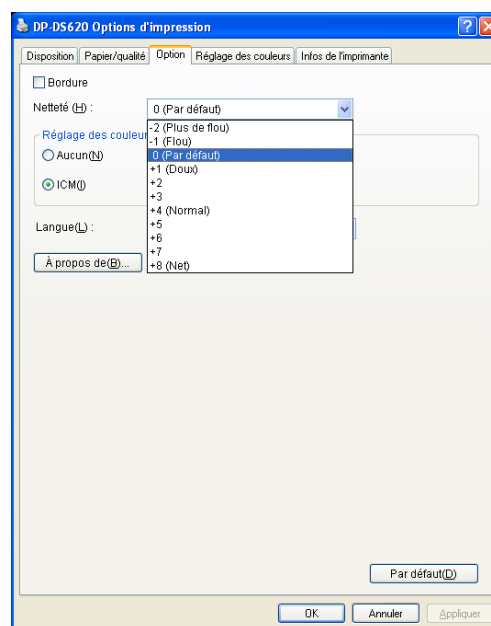 DP-DS620 Options d'impression
Disposition Papier/qualité Option Réglage des couleurs Infos de l'imprimante
Bordure
Netteté (H) : 0 (Par défaut)
-2 (Plus de flou)
-1 (Flou)
0 (Par défaut)
+1 (Doux)
+2
+3
+4 (Normal)
+5
+6
+7
+8 (Net)
Réglage des couleur
Aucun(N)
ICM(I)
Langue(L) :
À propos de(B)...
Par défaut(D)
OK Annuler Appliquer